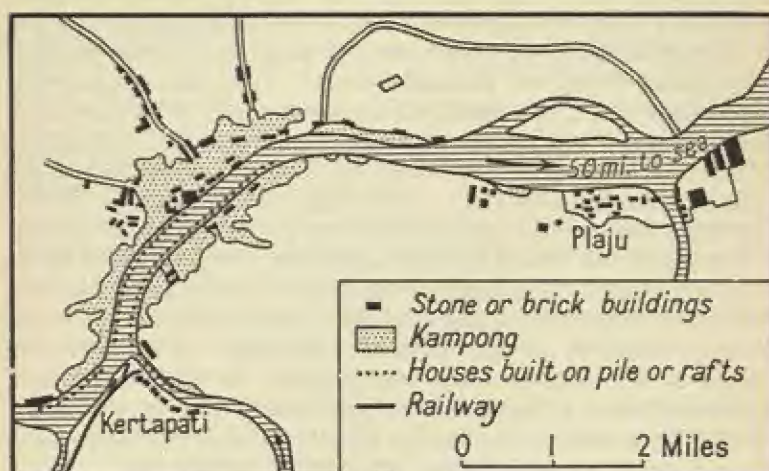 50 mi. to sea
Plaju
Kertapati
Stone or brick buildings
Kampong
Houses built on pile or rafts
Railway
0 1 2 Miles